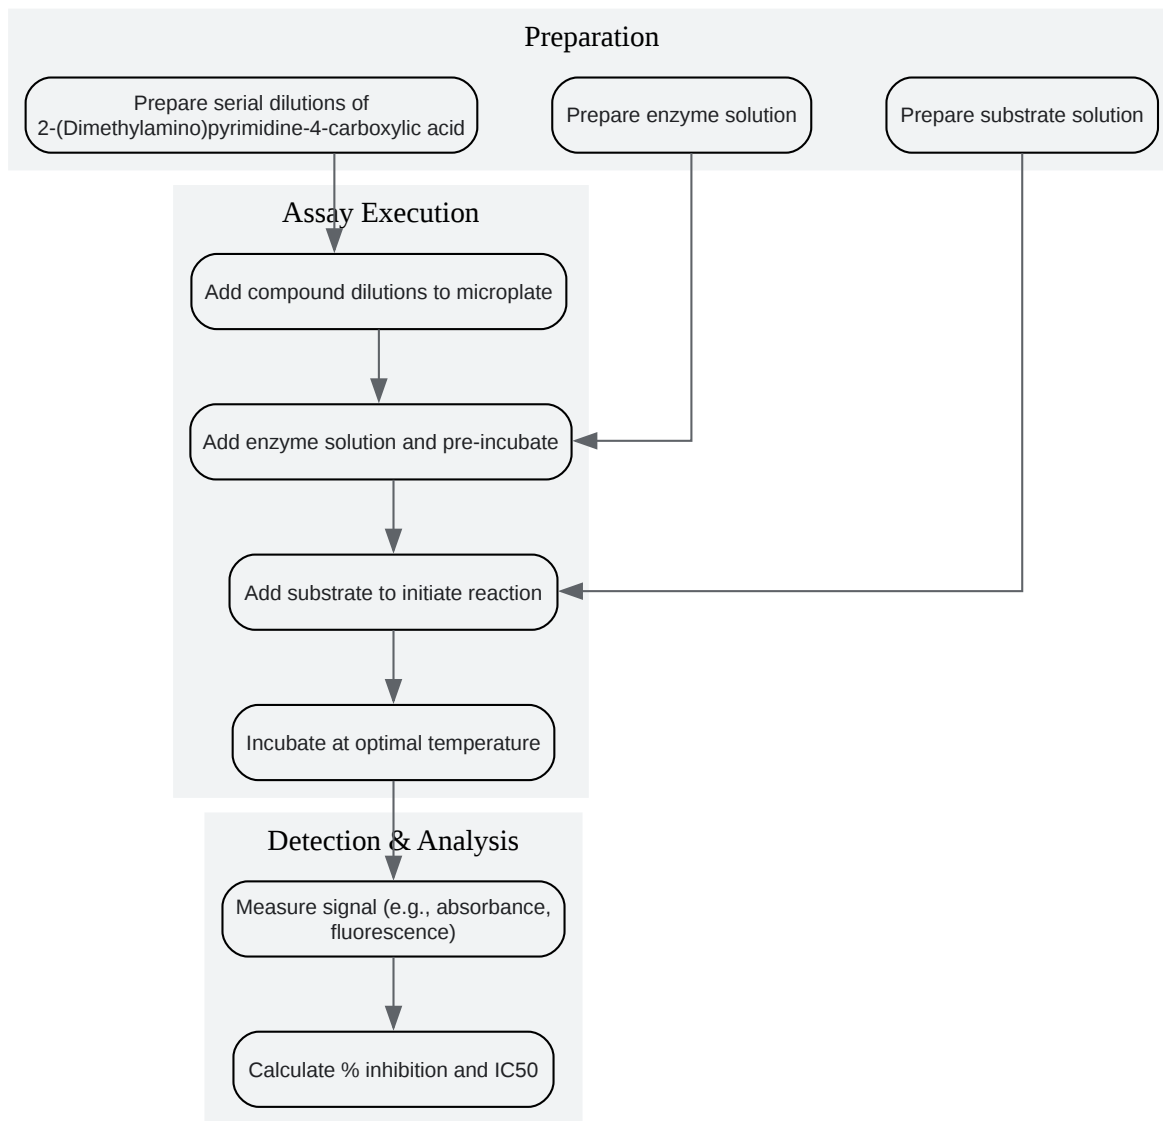 Preparation
Prepare serial dilutions of
2-(Dimethylamino)pyrimidine-4-carboxylic acid
Prepare enzyme solution
Prepare substrate solution
Assay Execution
Add compound dilutions to microplate
Add enzyme solution and pre-incubate
Add substrate to initiate reaction
Incubate at optimal temperature
Detection & Analysis
Measure signal (e.g., absorbance,
fluorescence)
Calculate % inhibition and IC50